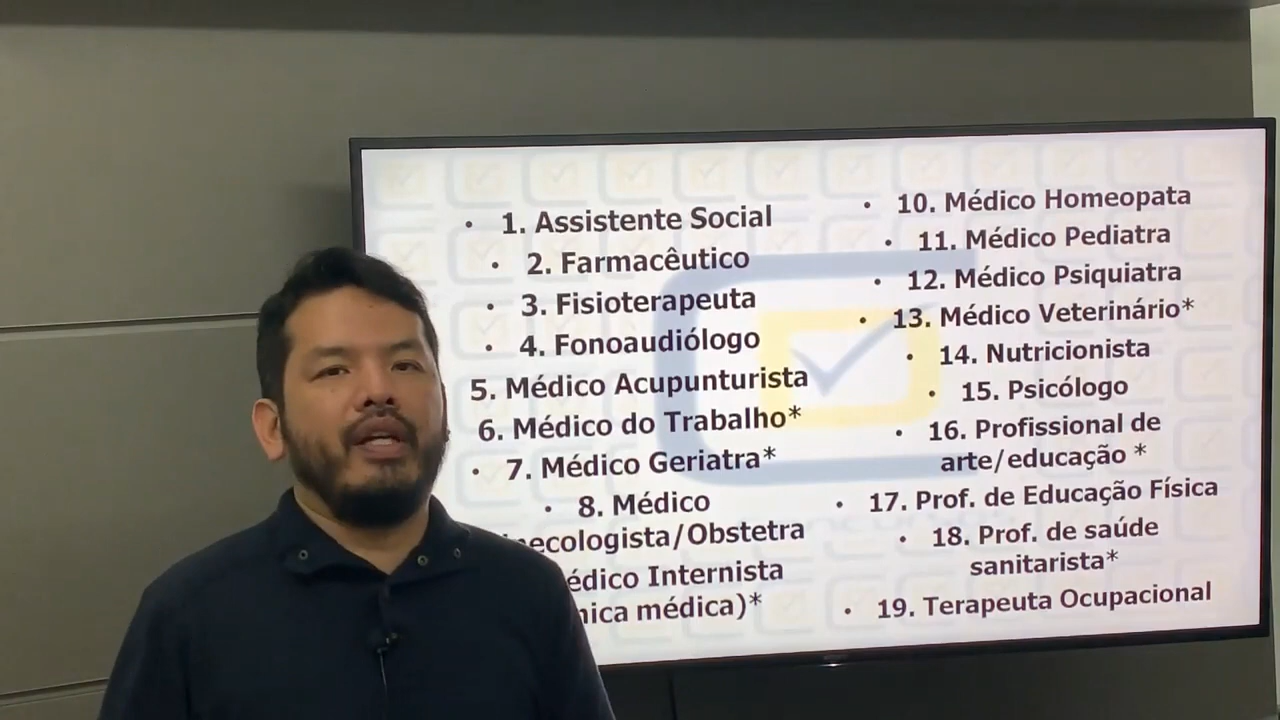 • 1. Assistente Social
• 2. Farmacêutico
• 3. Fisioterapeuta
• 4. Fonoaudiólogo
5. Médico Acupunturista
6. Médico do Trabalho*
• 7. Médico Geriatra*
• 8. Médico
necologista/Obstetra
édico Internista
nica médica)*
• 10. Médico Homeopata
• 11. Médico Pediatra
• 12. Médico Psiquiatra
• 13. Médico Veterinário*
• 14. Nutricionista
• 15. Psicólogo
• 16. Profissional de
arte/educação *
• 17. Prof. de Educação Física
• 18. Prof. de saúde
sanitarista*
• 19. Terapeuta Ocupacional